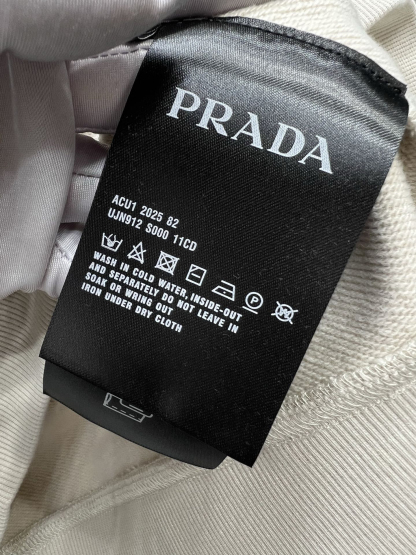 PRADA
ACU1 2025 82
UJN912 S000 11CD
WASH IN COLD WATER, INSIDE-OUT
AND SEPARATELY DO NOT LEAVE IN
SOAK OR WRING OUT
IRON UNDER DRY CLOTH